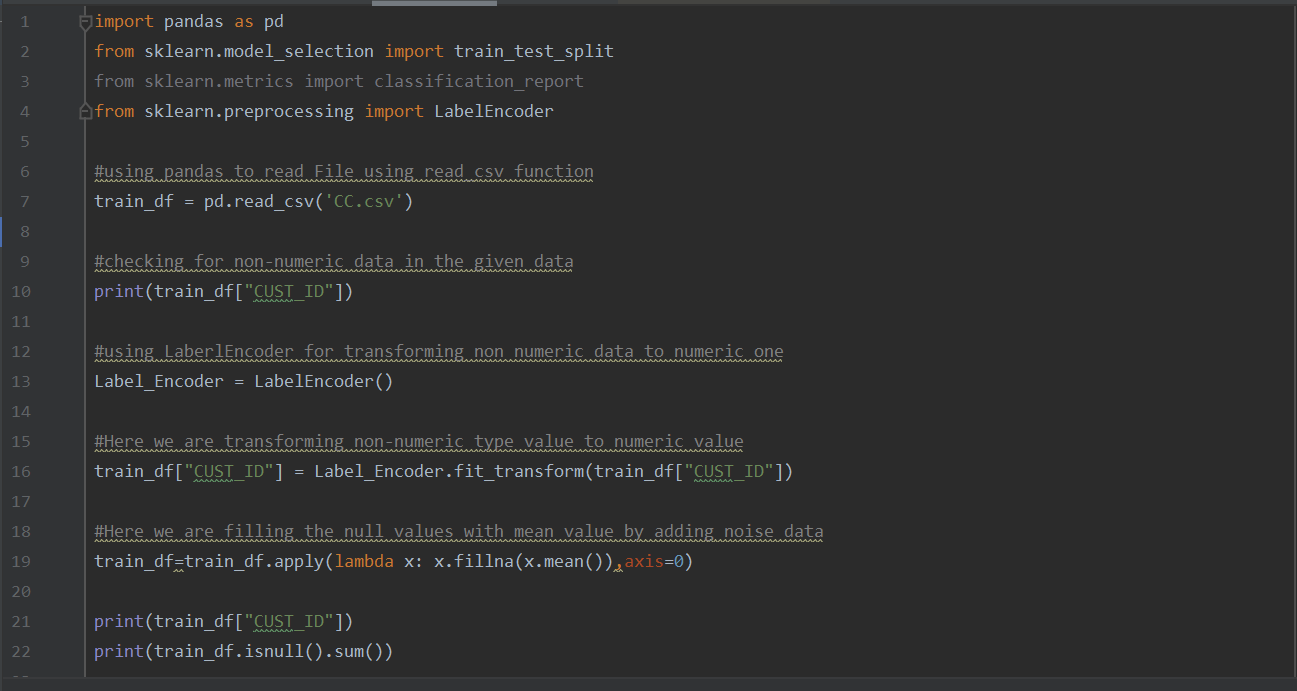 1 import pandas as pd
2 from sklearn.model_selection import train_test_split
3 from sklearn.metrics import classification_report
4 from sklearn.preprocessing import LabelEncoder
5
6 #using pandas to read File using read_csv function
7 train_df = pd.read_csv('CC.csv')
8
9 #checking for non-numeric data in the given data
10 print(train_df["CUST_ID"])
11
12 #using LaberlEncoder for transforming non numeric data to numeric one
13 Label_Encoder = LabelEncoder()
14
15 #Here we are transforming non-numeric type value to numeric value
16 train_df["CUST_ID"] = Label_Encoder.fit_transform(train_df["CUST_ID"])
17
18 #Here we are filling the null values with mean value by adding noise data
19 train_df=train_df.apply(lambda x: x.fillna(x.mean()),axis=0)
20
21 print(train_df["CUST_ID"])
22 print(train_df.isnull().sum())